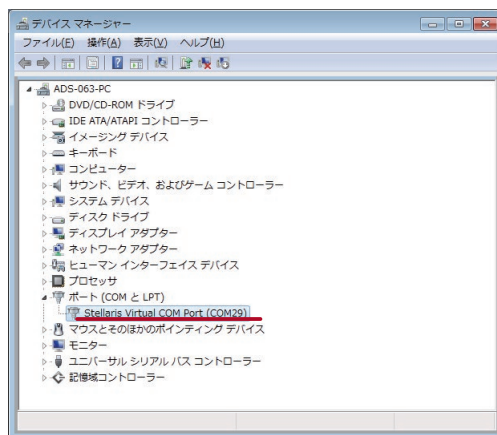 デバイス マネージャー
ファイル(F) 操作(A) 表示(V) ヘルプ(H)
ADS-063-PC
DVD/CD-ROM ドライブ
IDE ATA/ATAPI コントローラー
イメージング デバイス
キーボード
コンピューター
サウンド、ビデオ、およびゲーム コントローラー
システム デバイス
ディスク ドライブ
ディスプレイ アダプター
ネットワーク アダプター
ヒューマン インターフェイス デバイス
プロセッサ
ポート (COM と LPT)
Stellaris Virtual COM Port (COM29)
マウスとそのほかのポインティング デバイス
モニター
ユニバーサル シリアル バス コントローラー
記憶域コントローラー